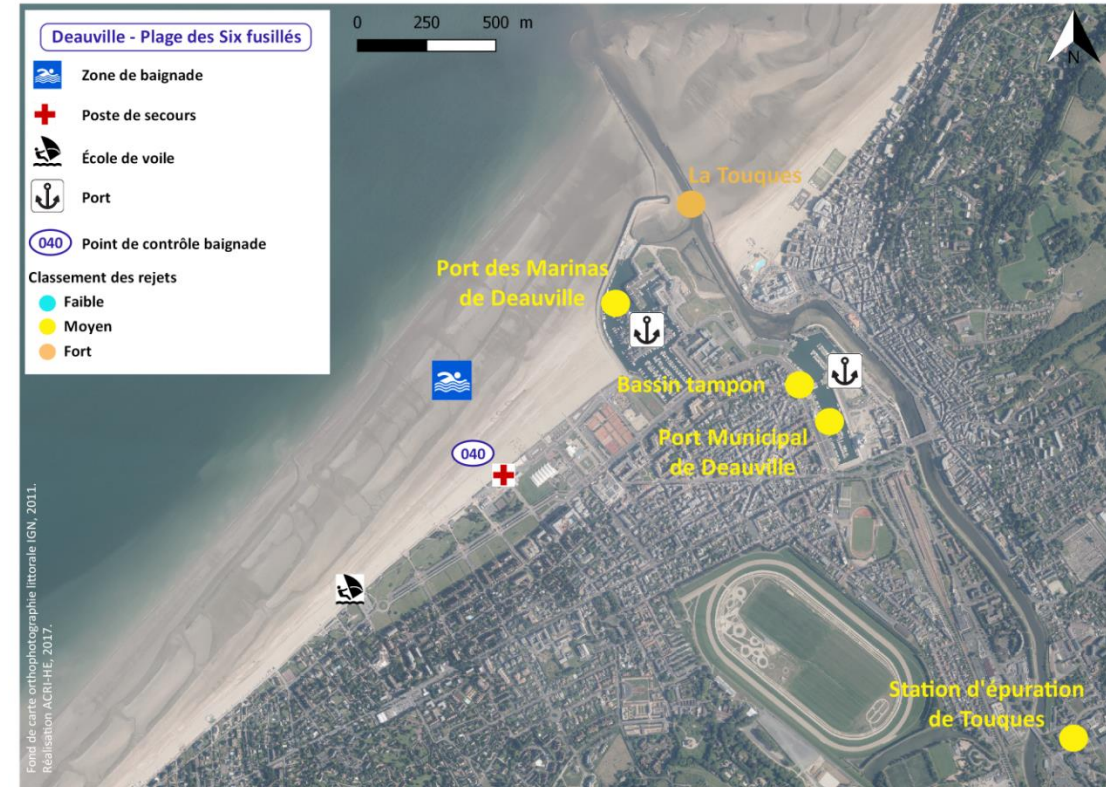 Deauville - Plage des Six fusillés
Zone de baignade
Poste de secours
École de voile
Port
040 Point de contrôle baignade
Classement des rejets
Faible
Moyen
Fort
0 250 500 m
N
La Touques
Port des Marinas
de Deauville
Bassin tampon
Port Municipal
de Deauville
040
Station d'épuration
de Touques
Fond de carte orthophotographie littorale IGN, 2011.
Réalisation ACRI-HE, 2017.